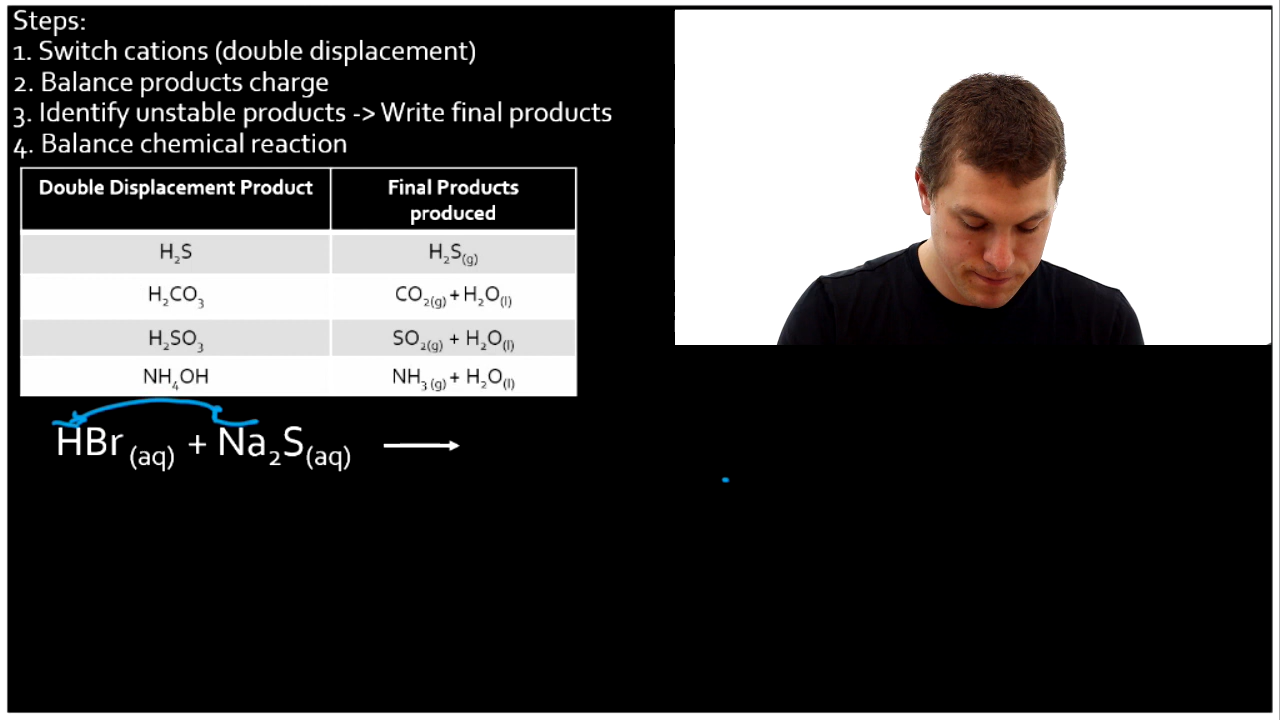 Steps:
1. Switch cations (double displacement)
2. Balance products charge
3. Identify unstable products -> Write final products
4. Balance chemical reaction
Double Displacement Product Final Products produced
H₂S H₂S(g)
H₂CO₃ CO₂(g) + H₂O(l)
H₂SO₃ SO₂(g) + H₂O(l)
NH₄OH NH₃ (g) + H₂O(l)
HBr (aq) + Na₂S(aq) ⟶